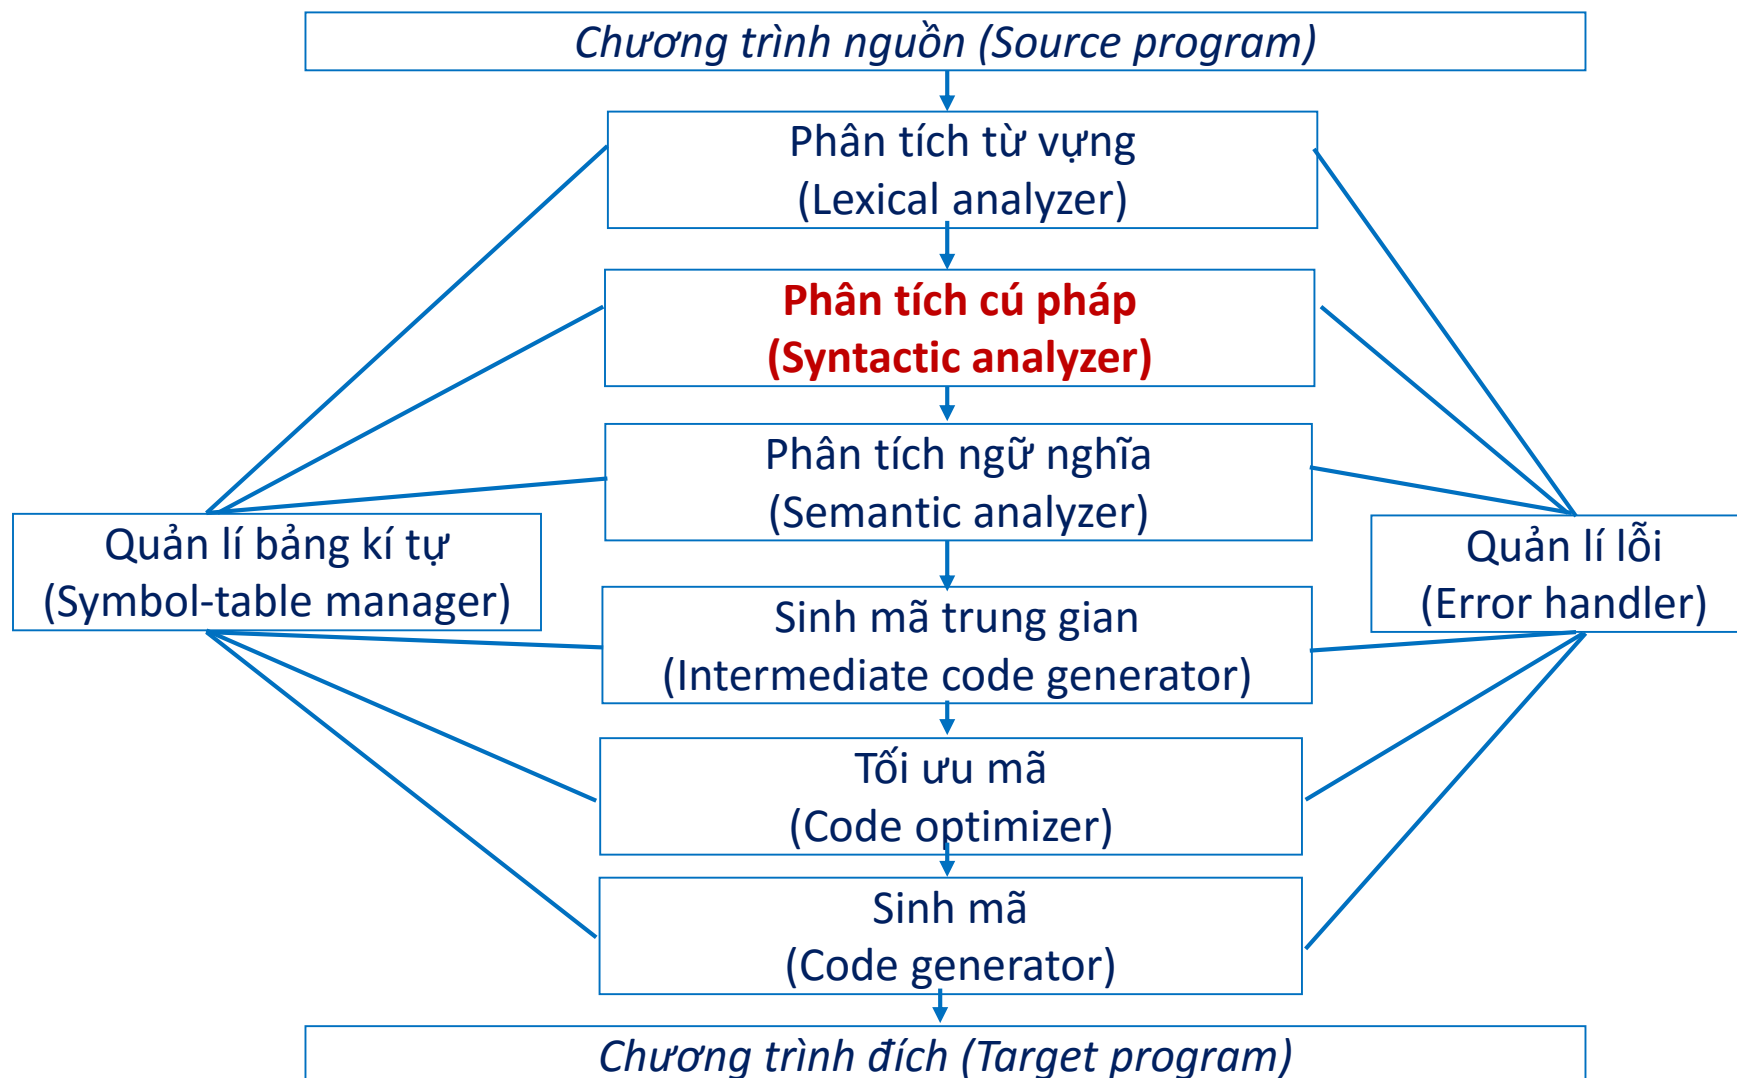 Chương trình nguồn (Source program)
Phân tích từ vựng
(Lexical analyzer)
Phân tích cú pháp
(Syntactic analyzer)
Phân tích ngữ nghĩa
(Semantic analyzer)
Quản lí bảng kí tự
(Symbol-table manager)
Quản lí lỗi
(Error handler)
Sinh mã trung gian
(Intermediate code generator)
Tối ưu mã
(Code optimizer)
Sinh mã
(Code generator)
Chương trình đích (Target program)